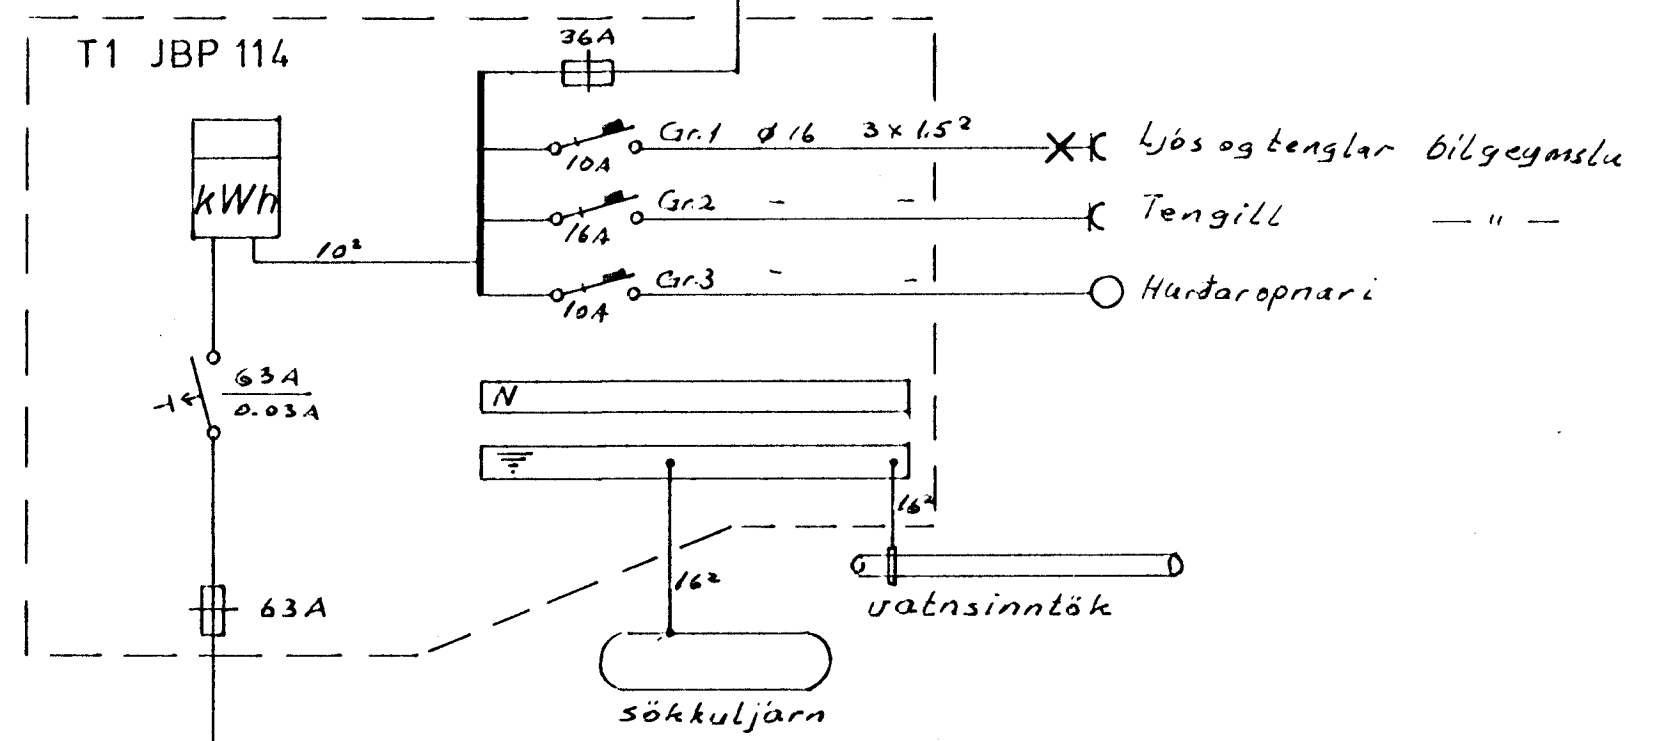 T1 JBP 114
36A
Gr.1 ø 16 3 x 1.5² Ljós og tenglar bílgeymslu
10A
kWh
Gr.2 - - Tengill — " —
16A
10²
Gr.3 - - Hurðaropnari
10A
63A
0.03A
N
16²
63A
16²
vatnsinntök
sökkuljárn